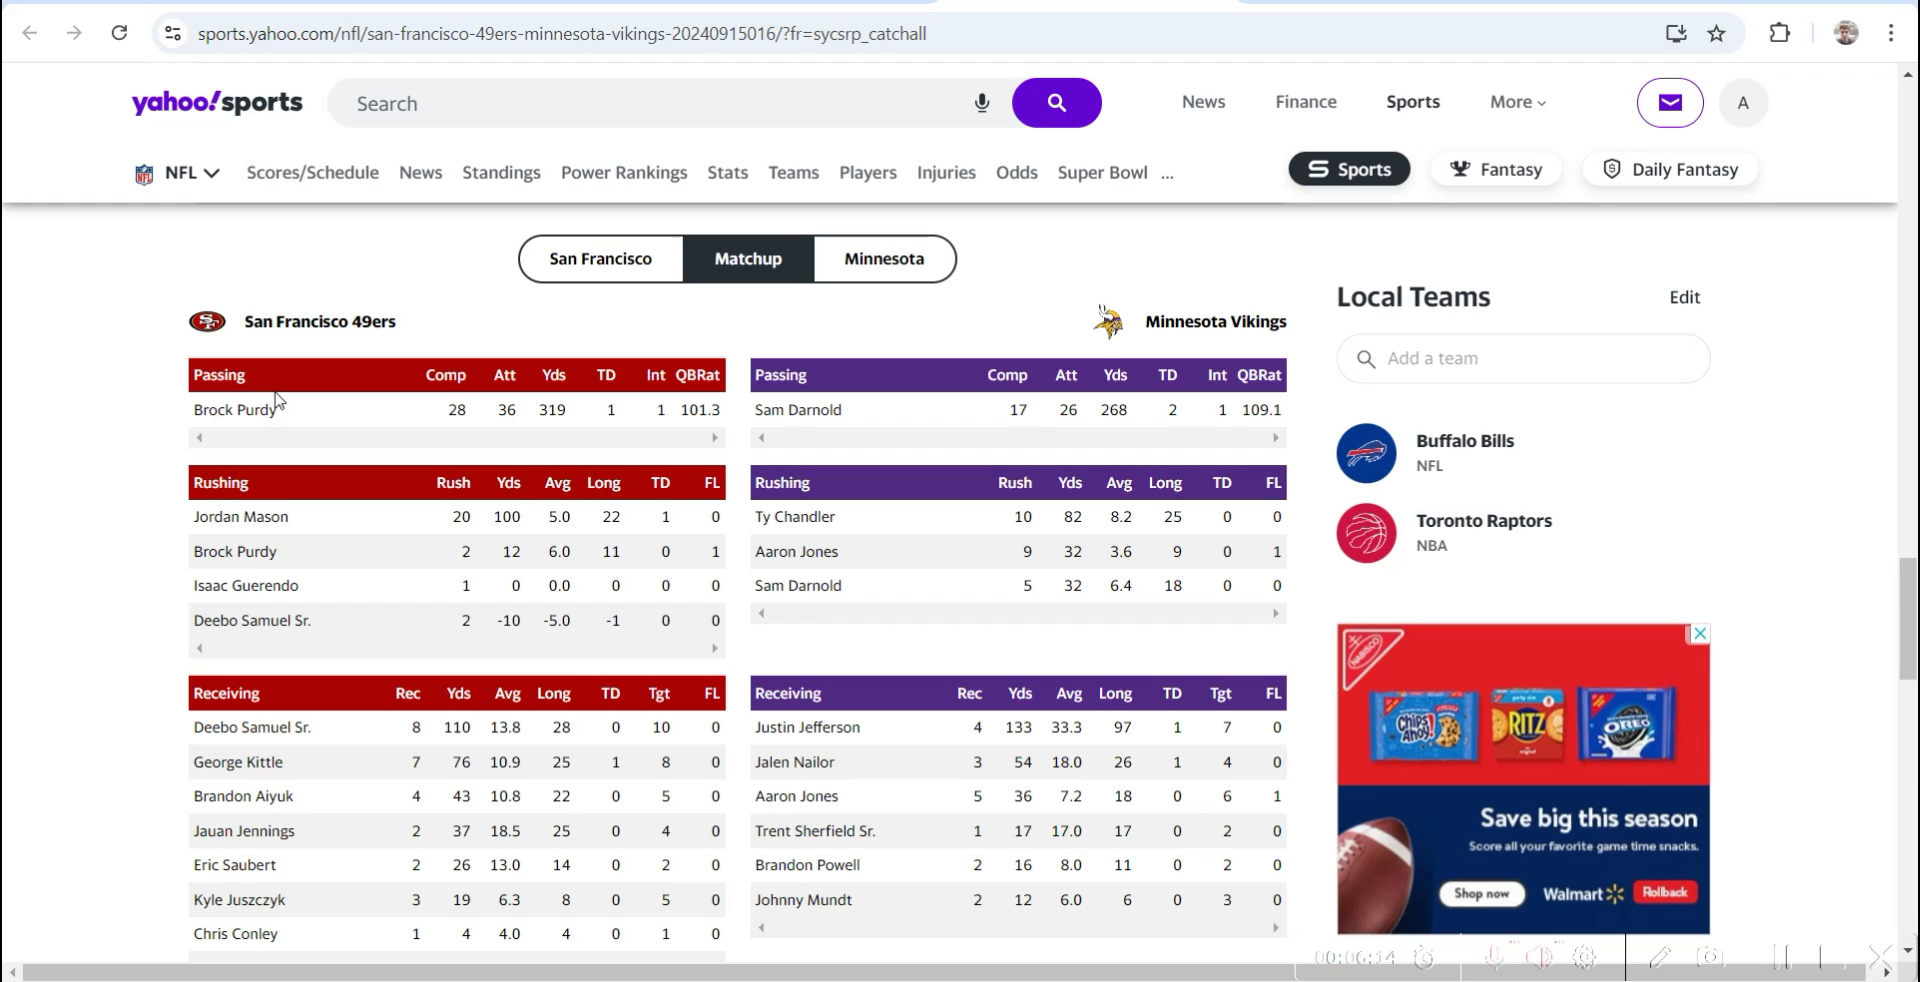 sports.yahoo.com/nfl/san-francisco-49ers-minnesota-vikings-20240915016/?fr=sycsrp_catchall
yahoo!sports Search News Finance Sports More A
NFL Scores/Schedule News Standings Power Rankings Stats Teams Players Injuries Odds Super Bowl ... Sports Fantasy Daily Fantasy
San Francisco Matchup Minnesota
San Francisco 49ers
Passing Comp Att Yds TD Int QBRat
Brock Purdy 28 36 319 1 1 101.3
Rushing Rush Yds Avg Long TD FL
Jordan Mason 20 100 5.0 22 1 0
Brock Purdy 2 12 6.0 11 0 1
Isaac Guerendo 1 0 0.0 0 0 0
Deebo Samuel Sr. 2 -10 -5.0 -1 0 0
Receiving Rec Yds Avg Long TD Tgt FL
Deebo Samuel Sr. 8 110 13.8 28 0 10 0
George Kittle 7 76 10.9 25 1 8 0
Brandon Aiyuk 4 43 10.8 22 0 5 0
Jauan Jennings 2 37 18.5 25 0 4 0
Eric Saubert 2 26 13.0 14 0 2 0
Kyle Juszczyk 3 19 6.3 8 0 5 0
Chris Conley 1 4 4.0 4 0 1 0
Minnesota Vikings
Passing Comp Att Yds TD Int QBRat
Sam Darnold 17 26 268 2 1 109.1
Rushing Rush Yds Avg Long TD FL
Ty Chandler 10 82 8.2 25 0 0
Aaron Jones 9 32 3.6 9 0 1
Sam Darnold 5 32 6.4 18 0 0
Receiving Rec Yds Avg Long TD Tgt FL
Justin Jefferson 4 133 33.3 97 1 7 0
Jalen Nailor 3 54 18.0 26 1 4 0
Aaron Jones 5 36 7.2 18 0 6 1
Trent Sherfield Sr. 1 17 17.0 17 0 2 0
Brandon Powell 2 16 8.0 11 0 2 0
Johnny Mundt 2 12 6.0 6 0 3 0
Local Teams Edit
Add a team
Buffalo Bills
NFL
Toronto Raptors
NBA
NABISCO
Chips Ahoy! RITZ OREO
Save big this season
Score all your favorite game time snacks.
Shop now Walmart Rollback
00:06:14